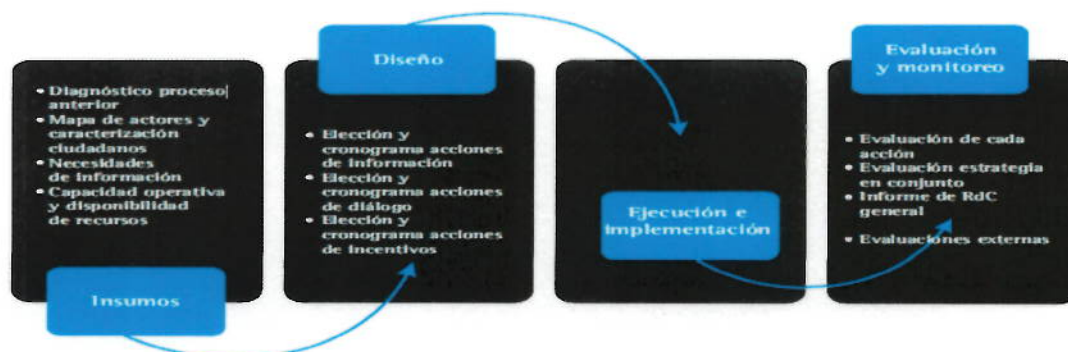 • Diagnóstico proceso
anterior
• Mapa de actores y
caracterización
ciudadanos
• Necesidades
de información
• Capacidad operativa
y disponibilidad
de recursos
Insumos
Diseño
• Elección y
cronograma acciones
de información
• Elección y
cronograma acciones
de diálogo
• Elección y
cronograma acciones
de incentivos
Ejecución e
implementación
Evaluación
y monitoreo
• Evaluación de cada
acción
• Evaluación estrategia
en conjunto
• Informe de RdC
general
• Evaluaciones externas